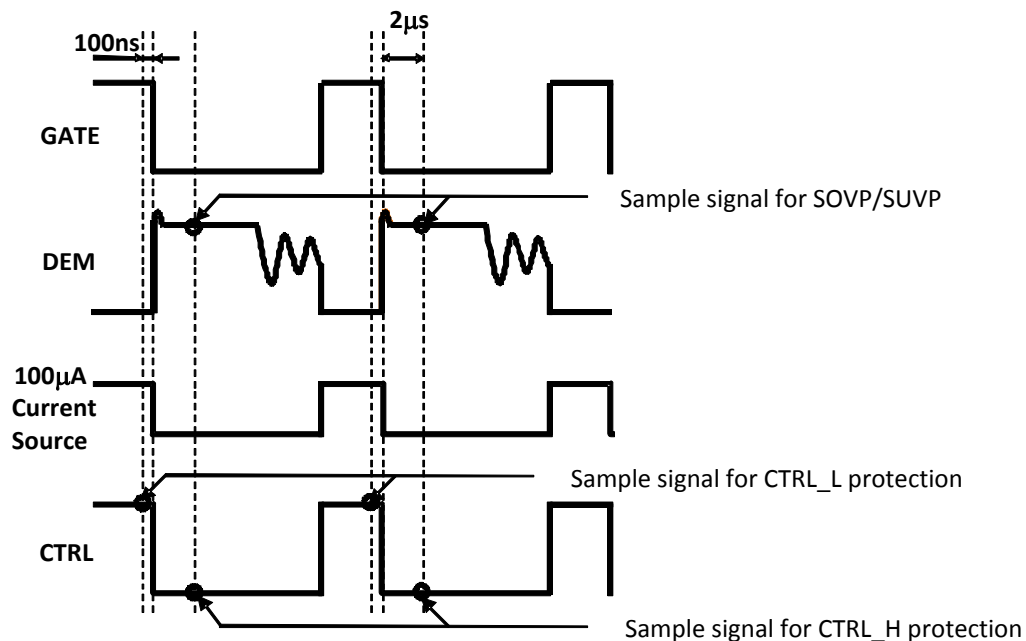 2μs
100ns
GATE
Sample signal for SOVP/SUVP
DEM
100μA
Current
Source
Sample signal for CTRL_L protection
CTRL
Sample signal for CTRL_H protection